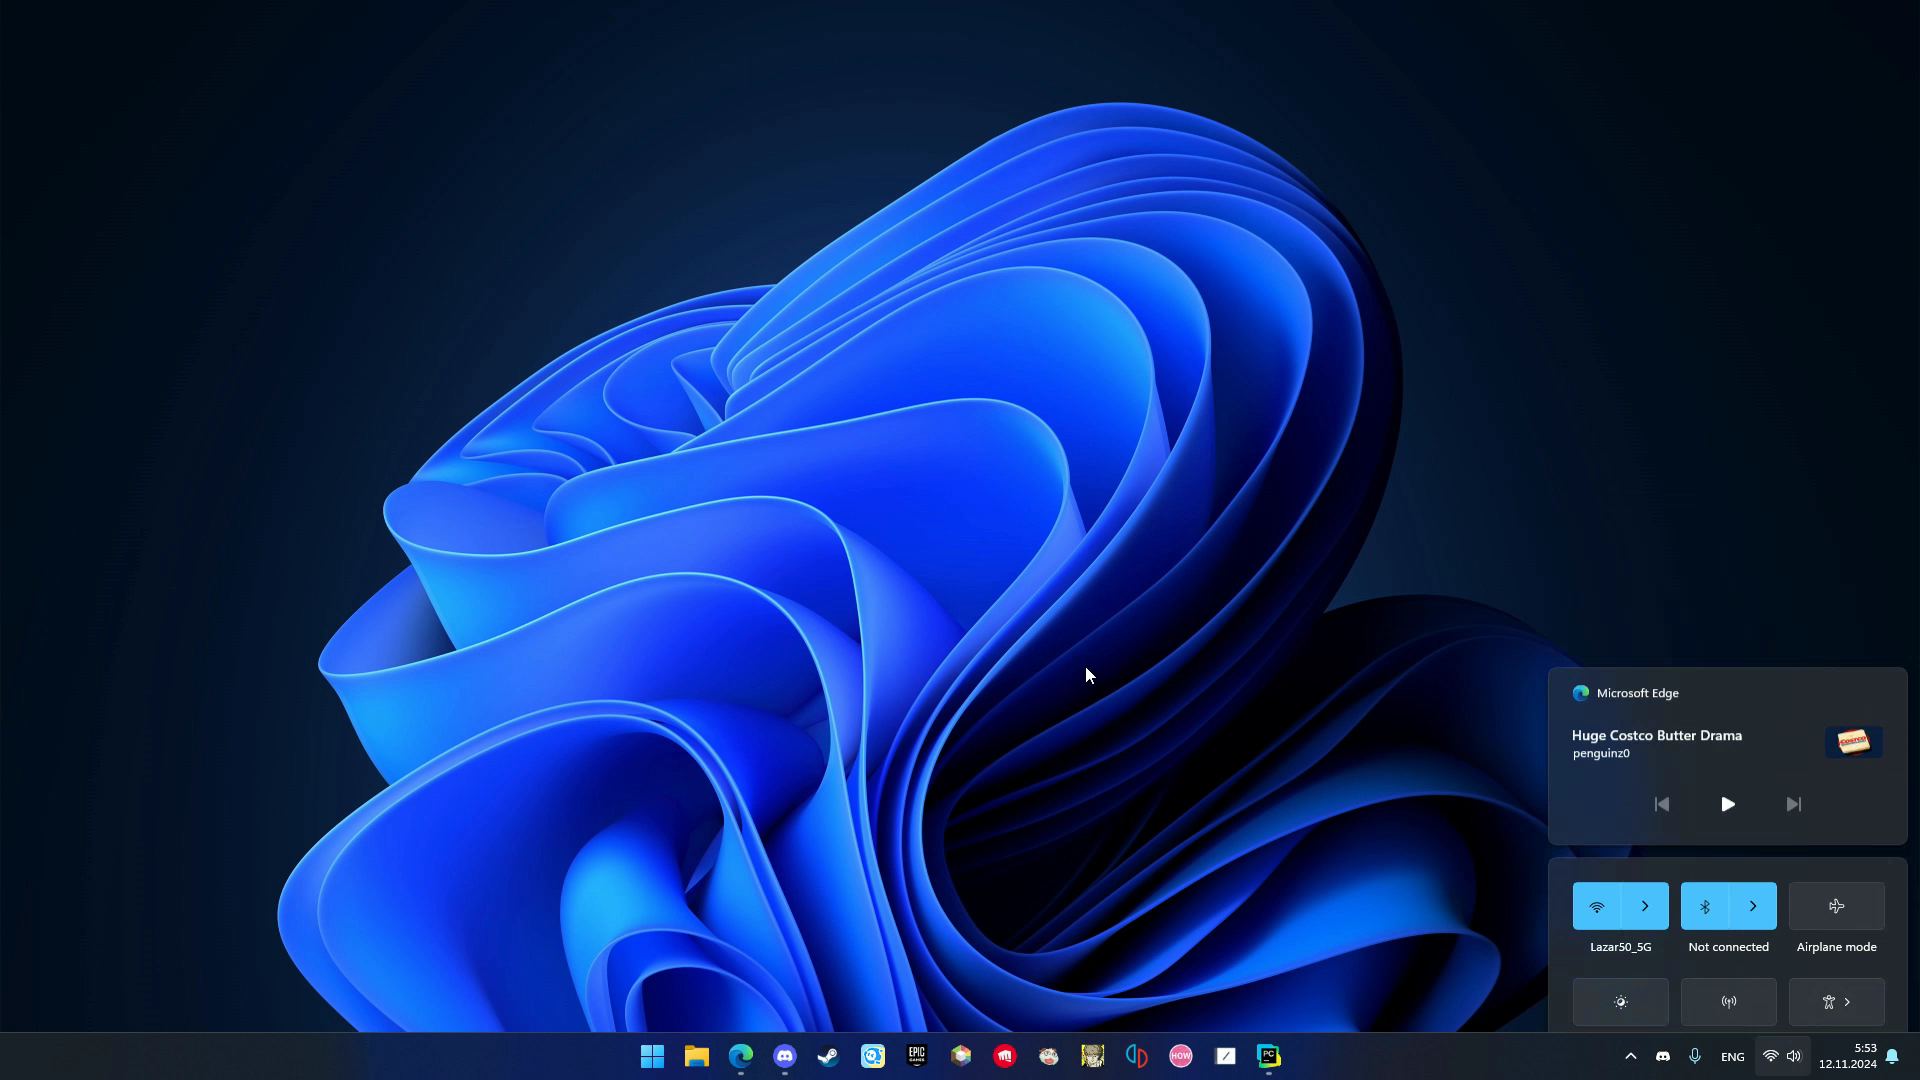 Microsoft Edge
Huge Costco Butter Drama
penguinz0
Lazar50_5G
Not connected
Airplane mode
EPIC
GAMES
HOW
PC
ENG
5:53
12.11.2024